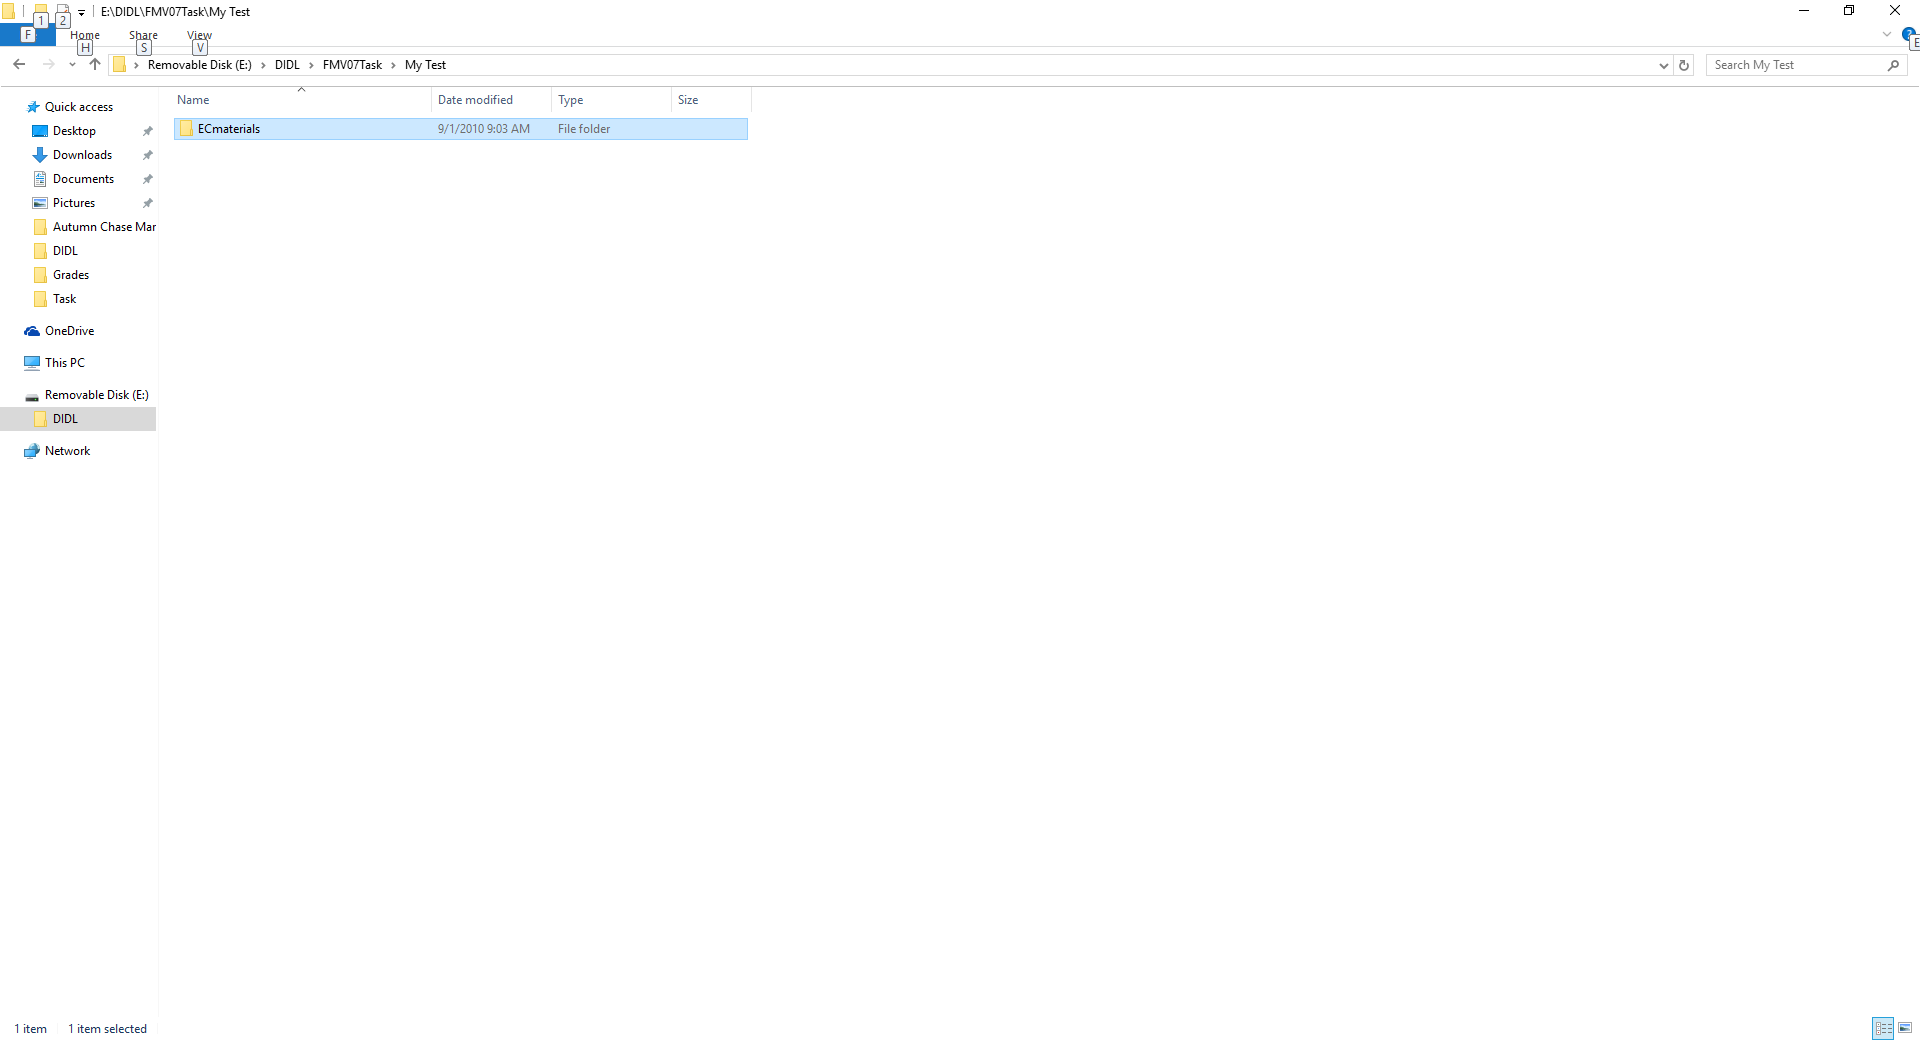 E:\DIDL\FMV07Task\My Test
1 2
Home Share View
F H S V ? E
Removable Disk (E:) DIDL FMV07Task My Test
Search My Test
Name Date modified Type Size
ECmaterials 9/1/2010 9:03 AM File folder
Quick access
Desktop
Downloads
Documents
Pictures
Autumn Chase Mar
DIDL
Grades
Task
OneDrive
This PC
Removable Disk (E:)
DIDL
Network
1 item 1 item selected